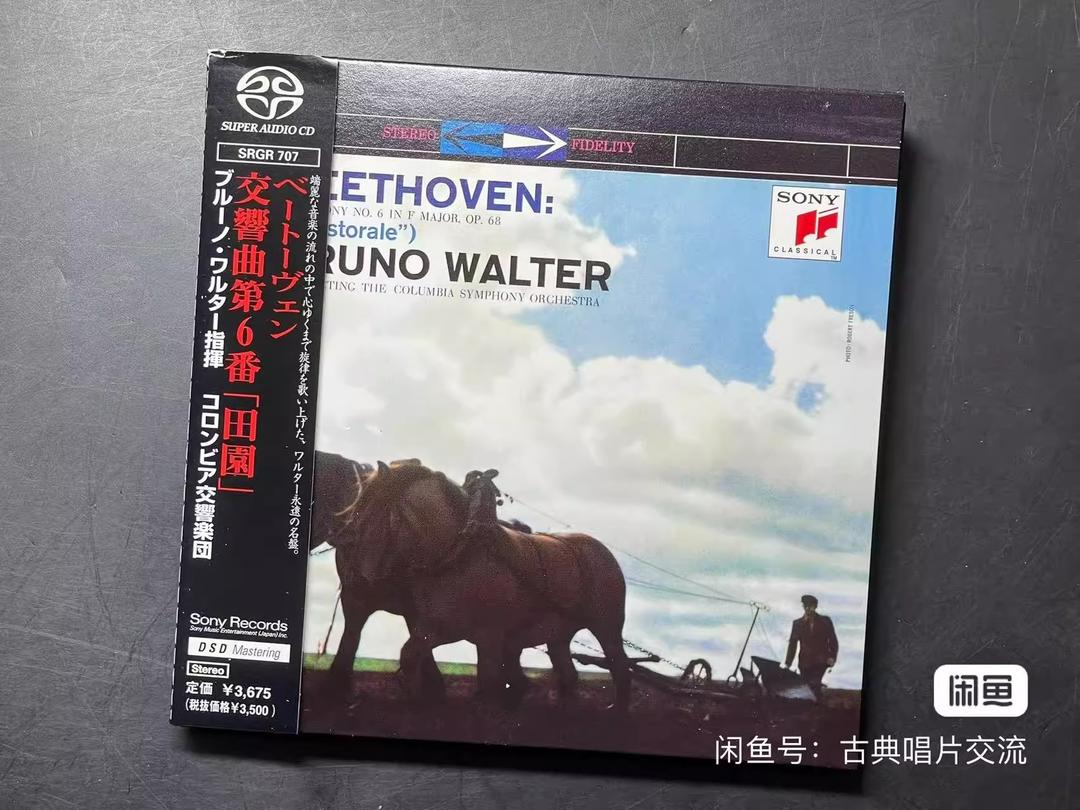 SUPER AUDIO CD
SRGR 707
端麗な音楽の流れの中で心ゆくまで旋律を歌い上げた、ワルター永遠の名盤。
ベートーヴェン
交響曲第6番「田園」
ブルーノ・ワルター指揮 コロンビア交響楽団
Sony Records
Sony Music Entertainment (Japan) Inc.
DSD Mastering
Stereo
定価 ¥3,675
(税抜価格¥3,500)
STEREO FIDELITY
EETHOVEN:
ONY NO. 6 IN F MAJOR, OP. 68
storale”)
RUNO WALTER
TING THE COLUMBIA SYMPHONY ORCHESTRA
SONY
CLASSICAL
TM
PHOTO: ROBERT
闲鱼
闲鱼号：古典唱片交流